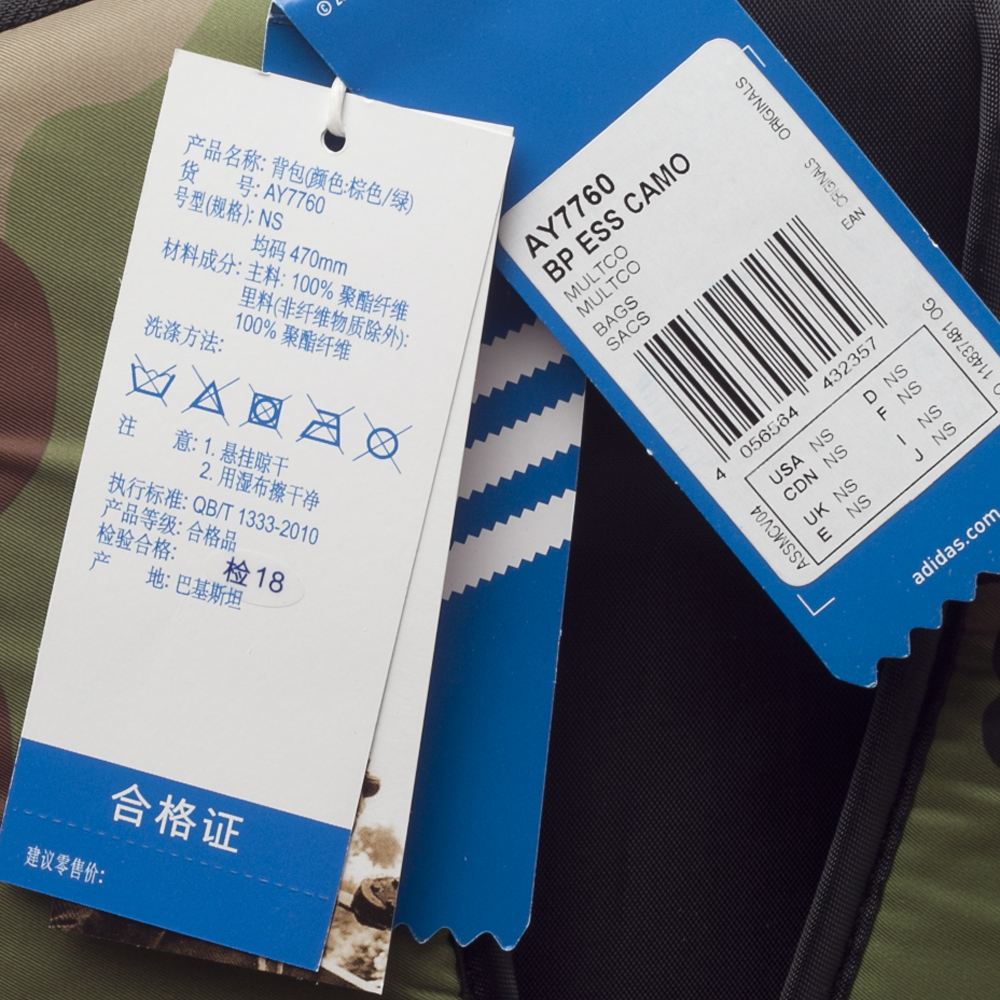 产品名称: 背包(颜色:棕色/绿)
货 号: AY7760
号型(规格): NS
均码 470mm
材料成分: 主料: 100% 聚酯纤维
里料(非纤维物质除外):
100% 聚酯纤维
洗涤方法:
注 意: 1. 悬挂晾干
2. 用湿布擦干净
执行标准: QB/T 1333-2010
产品等级: 合格品
检验合格:
检18
产 地: 巴基斯坦
合格证
建议零售价:
ORIGINALS
ORIGINALS
EAN
AY7760
BP ESS CAMO
MULTCO
MULTCO
BAGS
SACS
4 056564 432357
114837481 OG
D NS
F NS
USA NS
CDN NS
I NS
J NS
UK NS
E NS
ASSMCV04
adidas.com